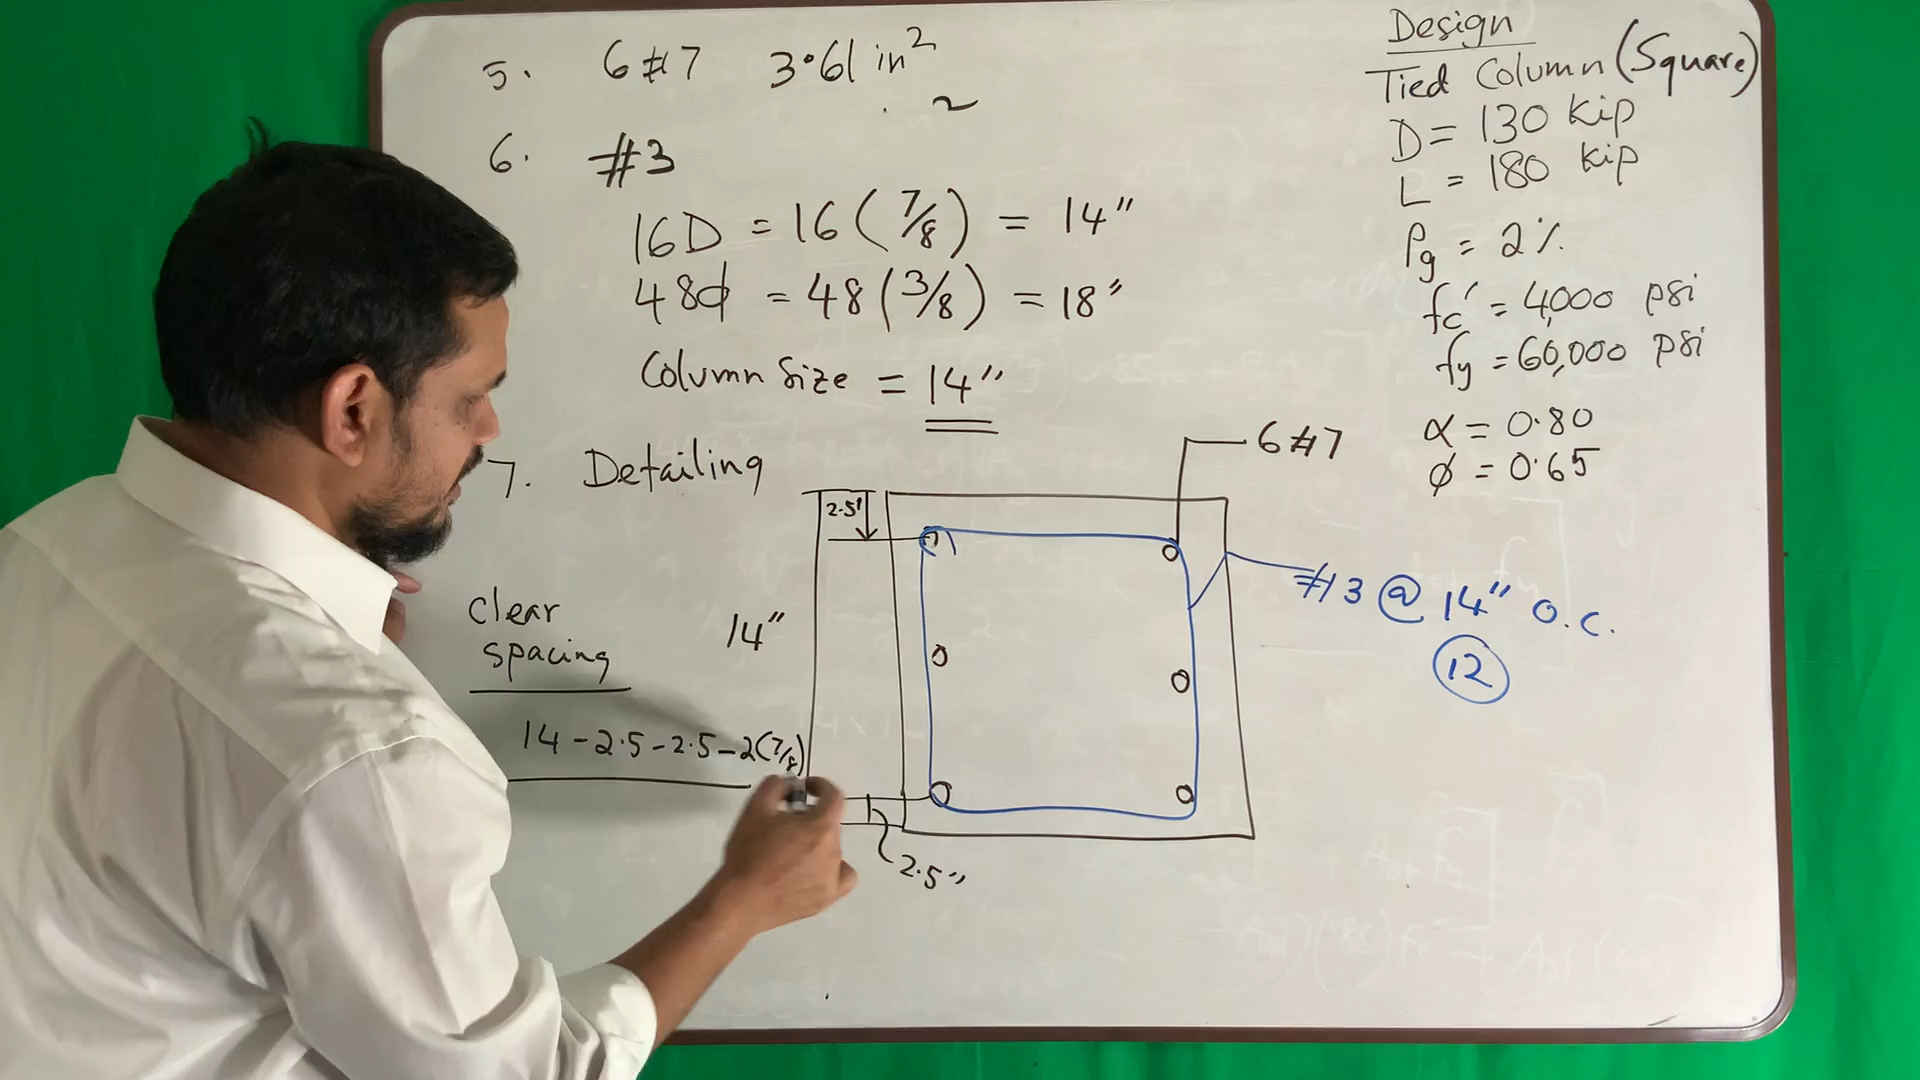 5. 6#7 3.61 in²
6. #3
16D = 16 (7/8) = 14"
48ϕ = 48 (3/8) = 18"
Column Size = 14"
7. Detailing
2.5"
6#7
14"
#3 @ 14" O.C.
12
Clear
spacing
14 - 2.5 - 2.5 - 2(7/8)
2.5"
Design
Tied Column (Square)
D = 130 kip
L = 180 kip
ρg = 2%
fc' = 4,000 psi
fy = 60,000 psi
α = 0.80
ϕ = 0.65